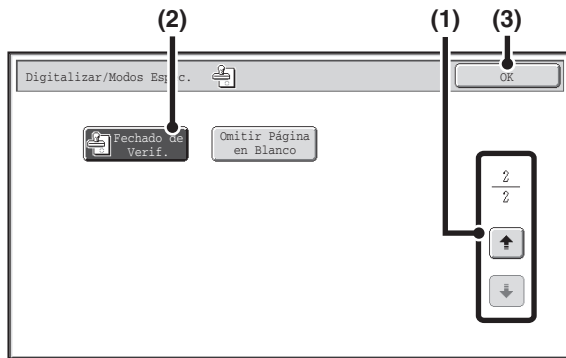 (2)
(1)
(3)
Digitalizar/Modos Espec.
OK
Fechado de
Verif.
Omitir Página
en Blanco
2
2